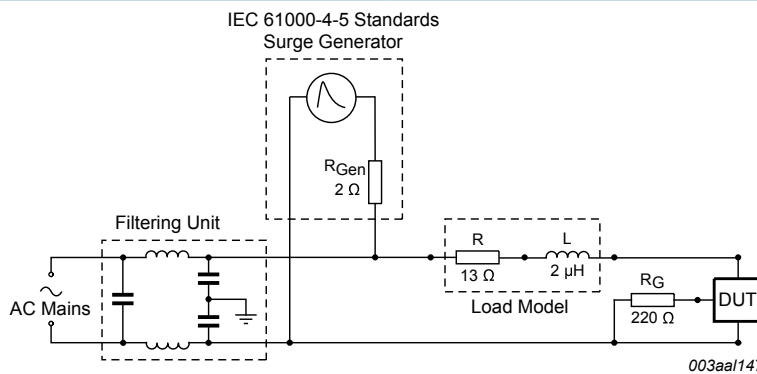 IEC 61000-4-5 Standards
Surge Generator
RGen
2 Ω
Filtering Unit
AC Mains
R
13 Ω
L
2 μH
Load Model
RG
220 Ω
DUT
003aal147